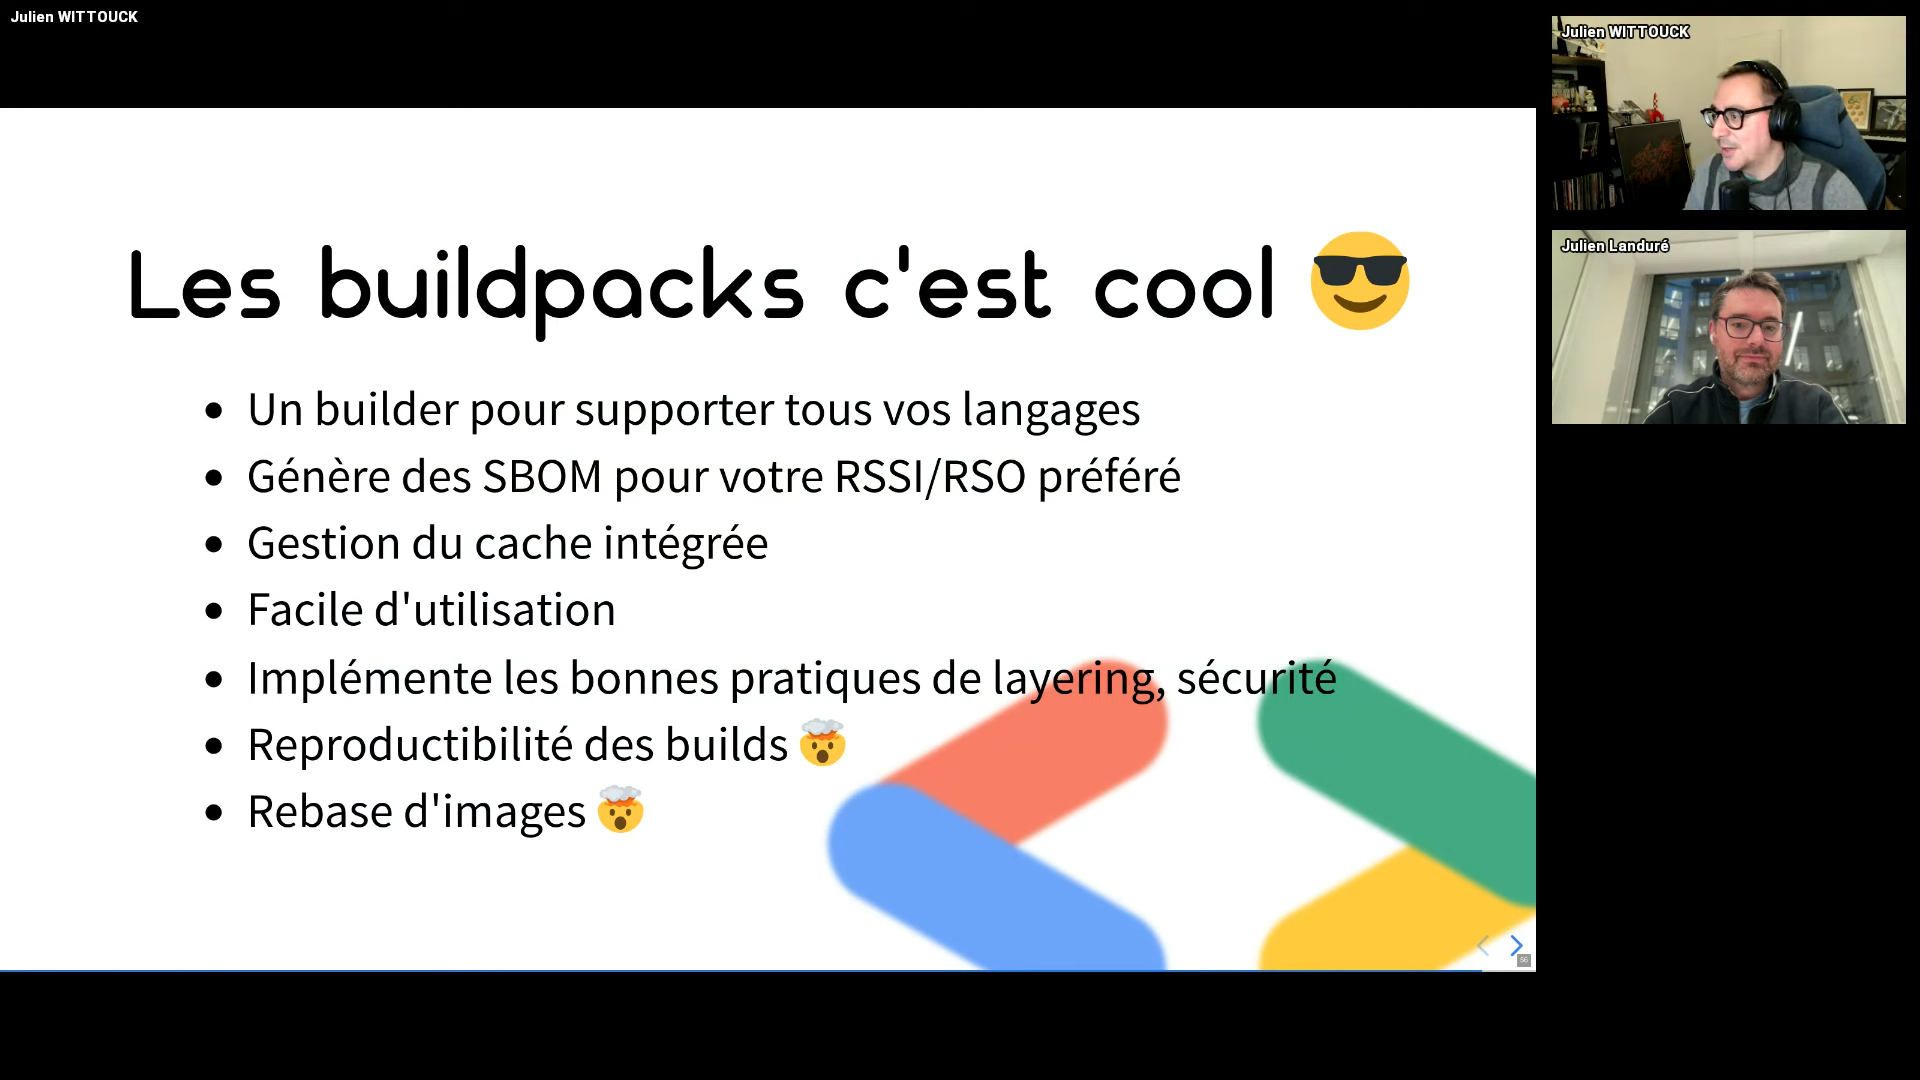 Julien WITTOUCK
Les buildpacks c'est cool 😎
Un builder pour supporter tous vos langages
Génère des SBOM pour votre RSSI/RSO préféré
Gestion du cache intégrée
Facile d'utilisation
Implémente les bonnes pratiques de layering, sécurité
Reproductibilité des builds 🤯
Rebase d'images 🤯
Julien WITTOUCK
Julien Landuré